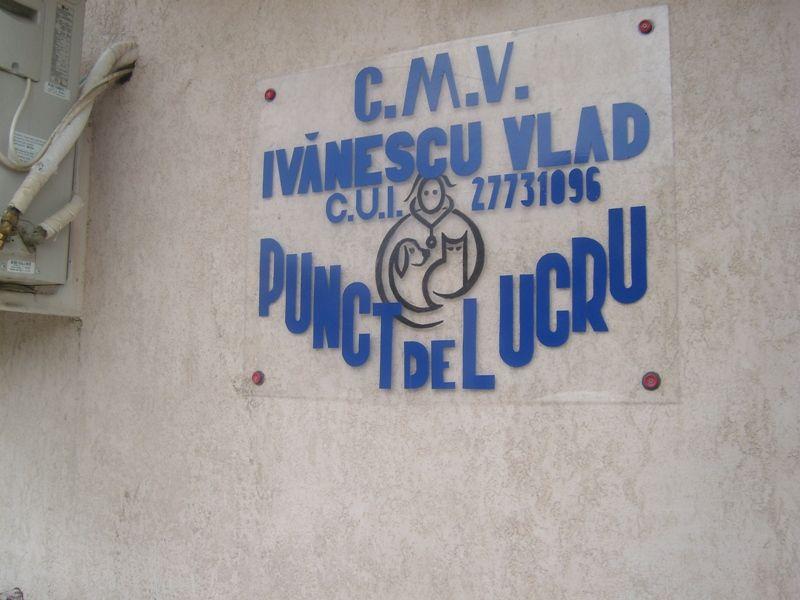 C.M.V.
IVĂNESCU VLAD
C.U.I. 27731096
PUNCT DE LUCRU